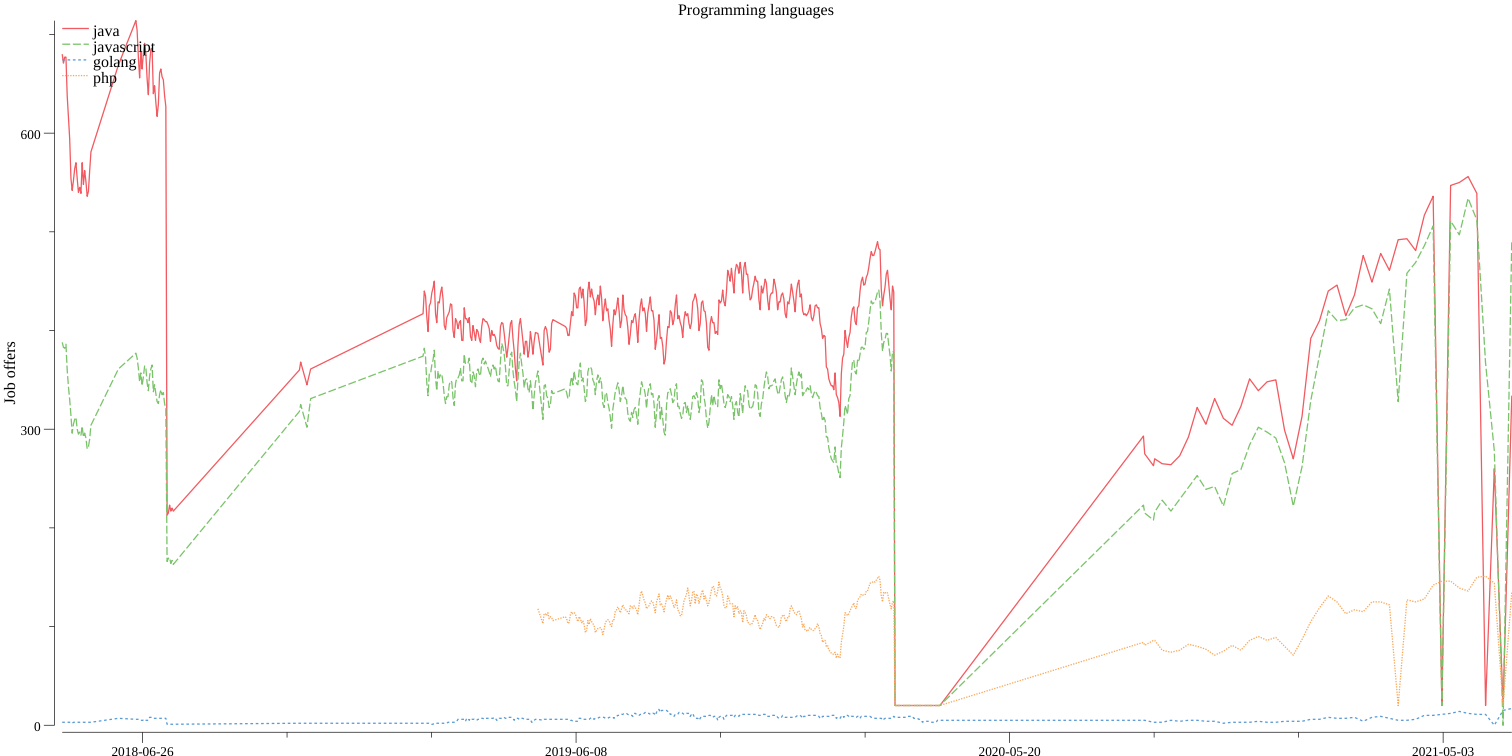 Programming languages
java
javascript
golang
php
Job offers
600
300
0
2018-06-26
2019-06-08
2020-05-20
2021-05-03